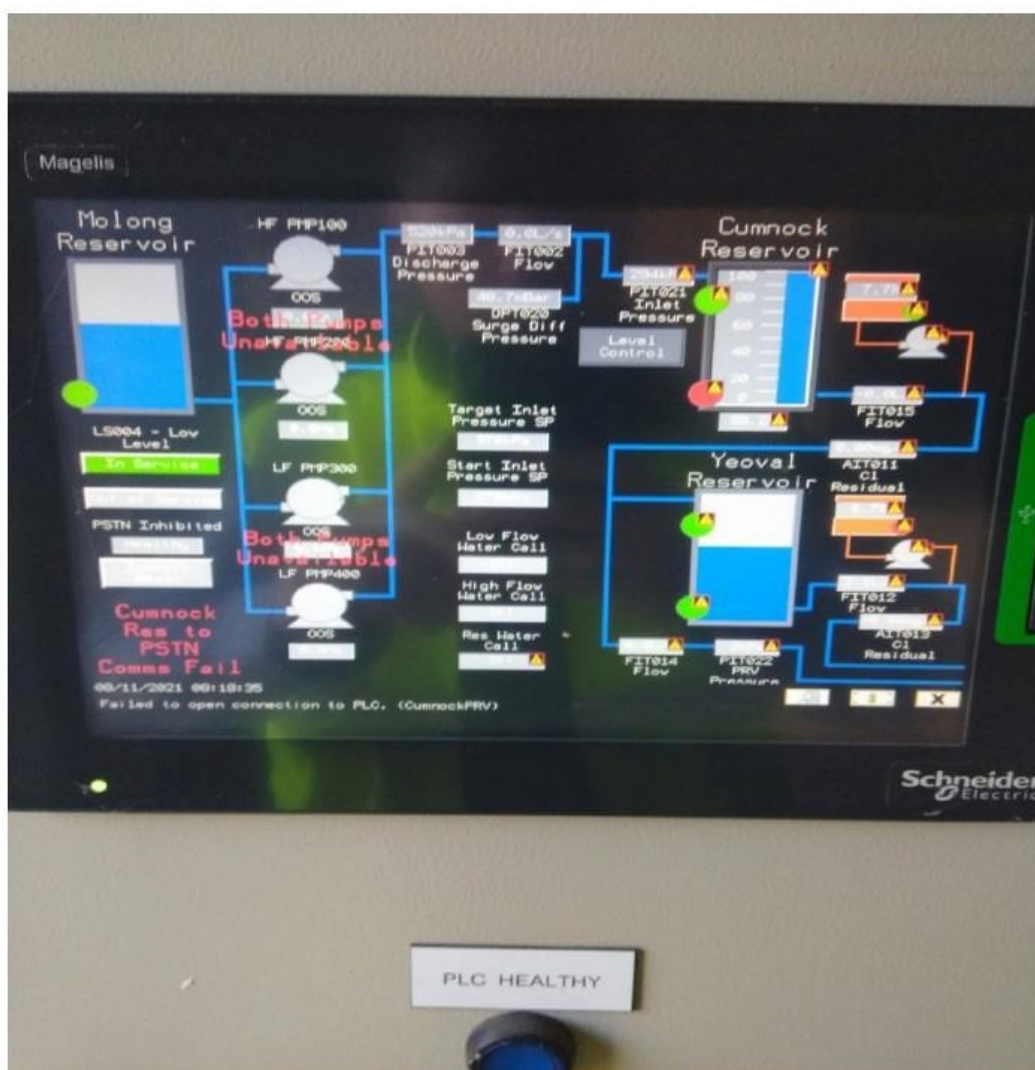 Magelis
Molong
Reservoir
HF PMP100
OOS
Both Pumps
Unavailable
HF PMP200
OOS
LF PMP300
OOS
Both Pumps
Unavailable
LF PMP400
OOS
LS004 - Low
Level
In Service
Out of Service
PSTN Inhibited
Healthy
Cumnock
Res to
PSTN
Comms Fail
520kPa
PIT003
Discharge
Pressure
0.0L/s
FIT002
Flow
DPT020
Surge Diff
Pressure
Target Inlet
Pressure SP
Start Inlet
Pressure SP
Low Flow
Water Call
High Flow
Water Call
Res Water
Call
PIT021
Inlet
Pressure
Level
Control
Cumnock
Reservoir
100
80
60
40
20
0
FIT015
Flow
AIT011
Cl
Residual
Yeoval
Reservoir
FIT012
Flow
AIT013
Cl
Residual
FIT014
Flow
PIT022
PRV
Pressure
08/11/2021 08:18:35
Failed to open connection to PLC. (CumnockPRV)
X
Schneider
Electric
PLC HEALTHY